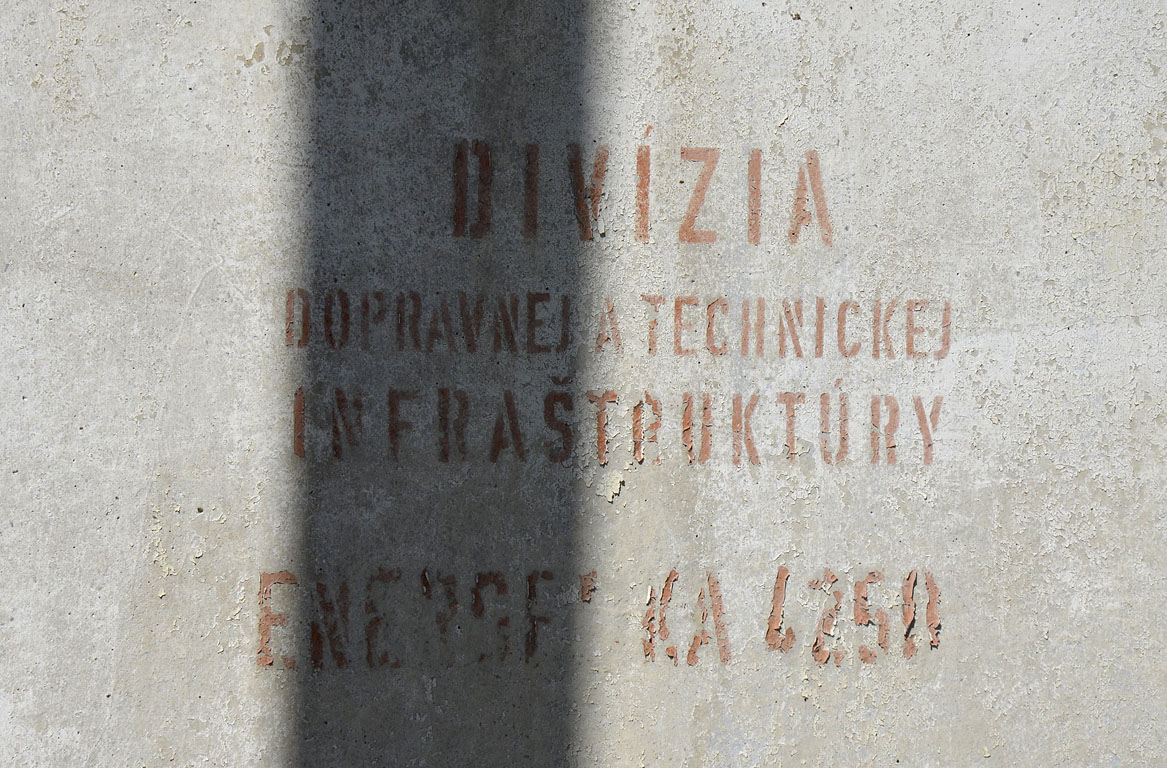 DIVÍZIA
DOPRAVNEJ A TECHNICKEJ
INFRAŠTRUKTÚRY